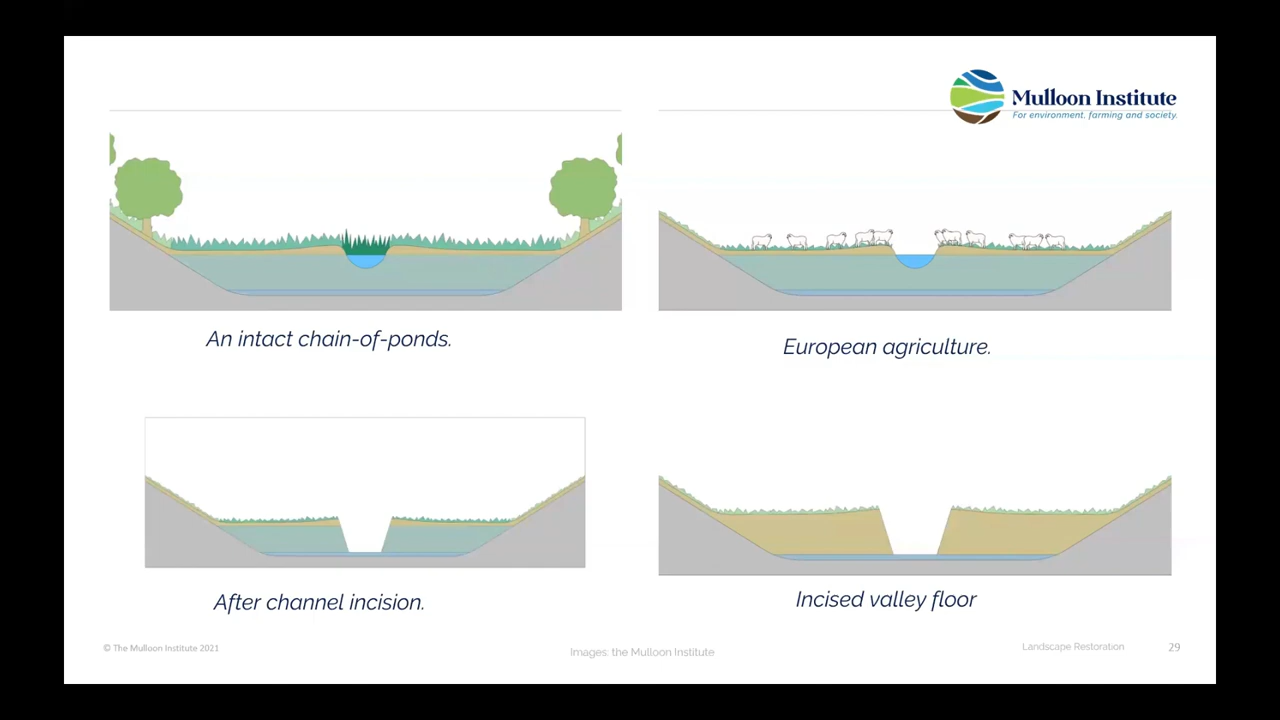 Mulloon Institute
For environment, farming and society.
An intact chain-of-ponds.
European agriculture.
After channel incision.
Incised valley floor
© The Mulloon Institute 2021
Images: the Mulloon Institute
Landscape Restoration
29